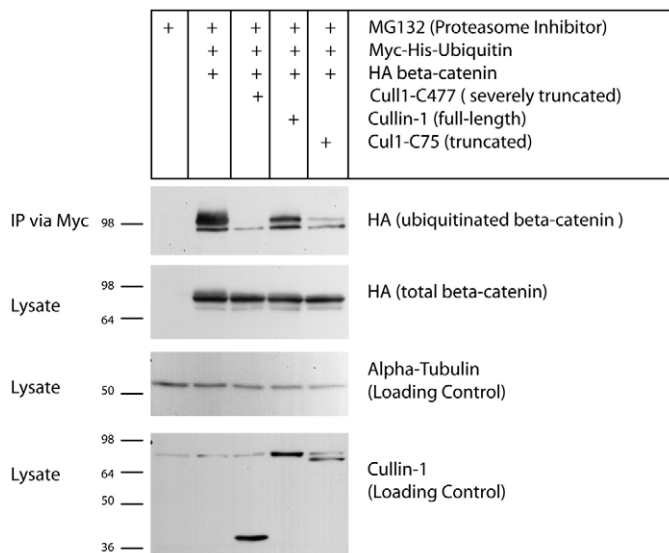 + + + + + MG132 (Proteasome Inhibitor)
+ + + + Myc-His-Ubiquitin
+ + + + HA beta-catenin
+ Cull1-C477 ( severely truncated)
+ Cullin-1 (full-length)
+ Cul1-C75 (truncated)
IP via Myc 98 HA (ubiquitinated beta-catenin )
98
Lysate HA (total beta-catenin)
64
Alpha-Tubulin
Lysate 50 (Loading Control)
98
Lysate 64 Cullin-1
50 (Loading Control)
36